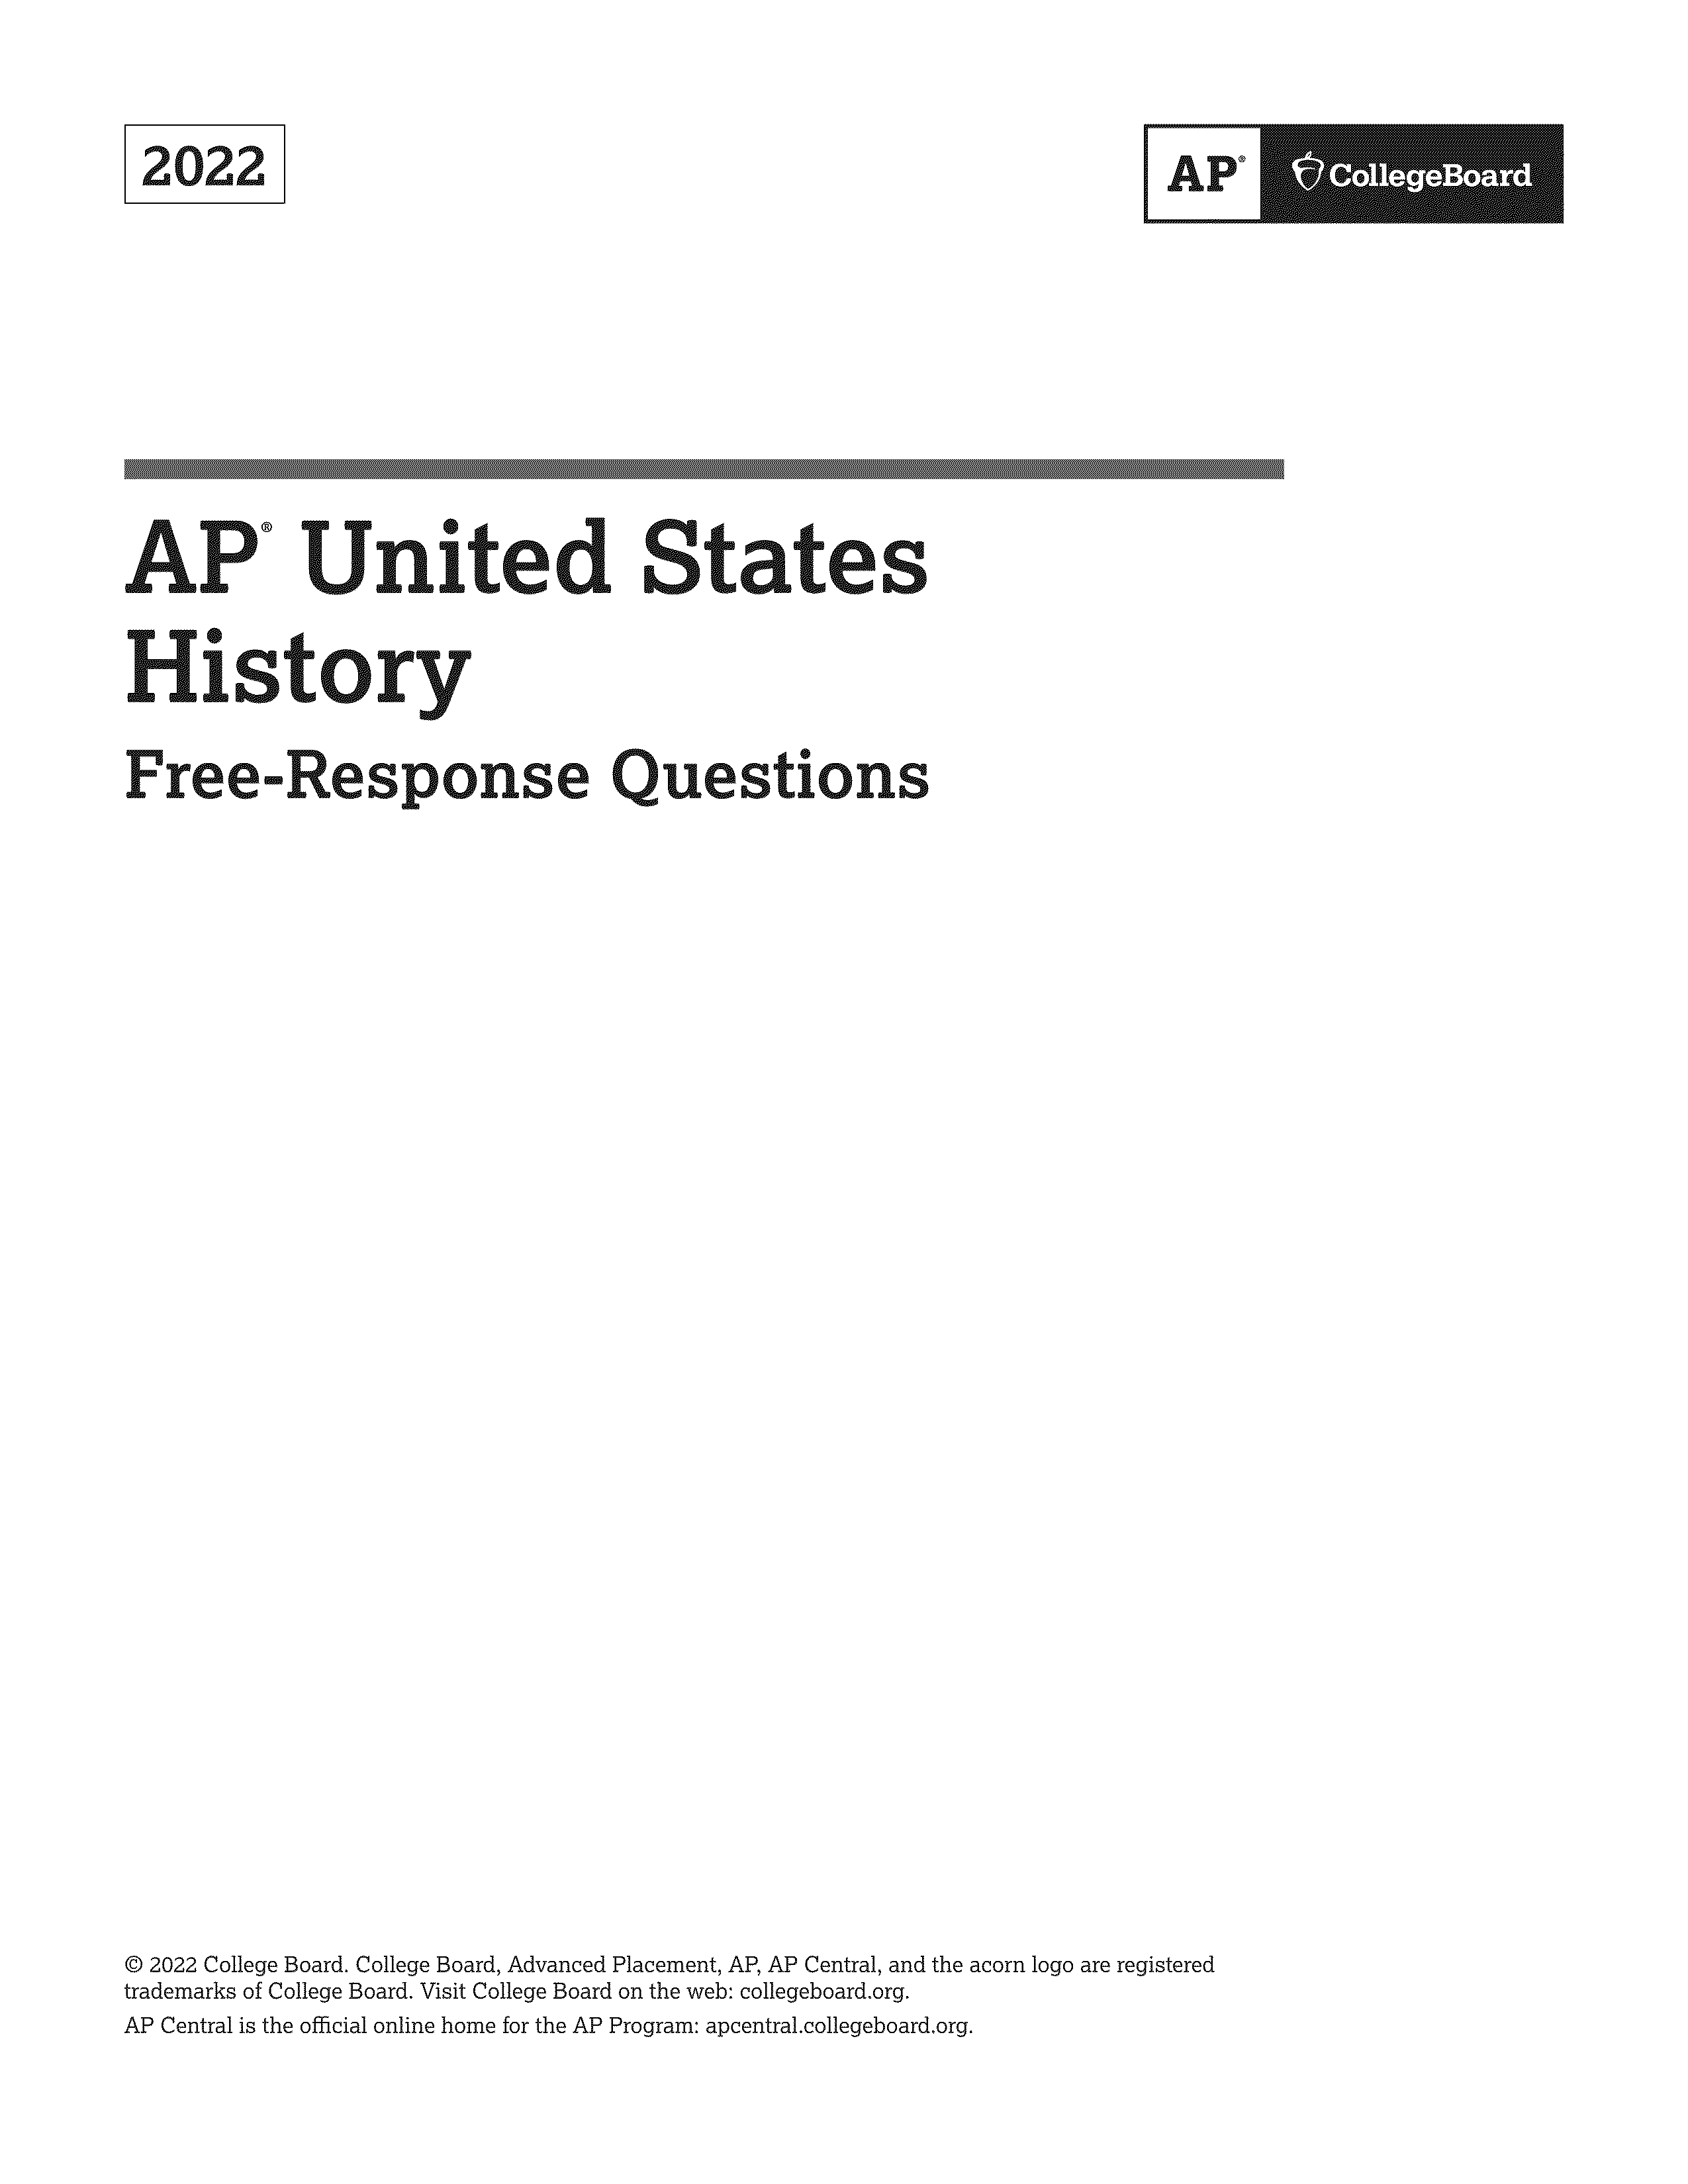 2022
AP® CollegeBoard
AP® United States
History
Free-Response Questions
© 2022 College Board. College Board, Advanced Placement, AP, AP Central, and the acorn logo are registered
trademarks of College Board. Visit College Board on the web: collegeboard.org.
AP Central is the official online home for the AP Program: apcentral.collegeboard.org.